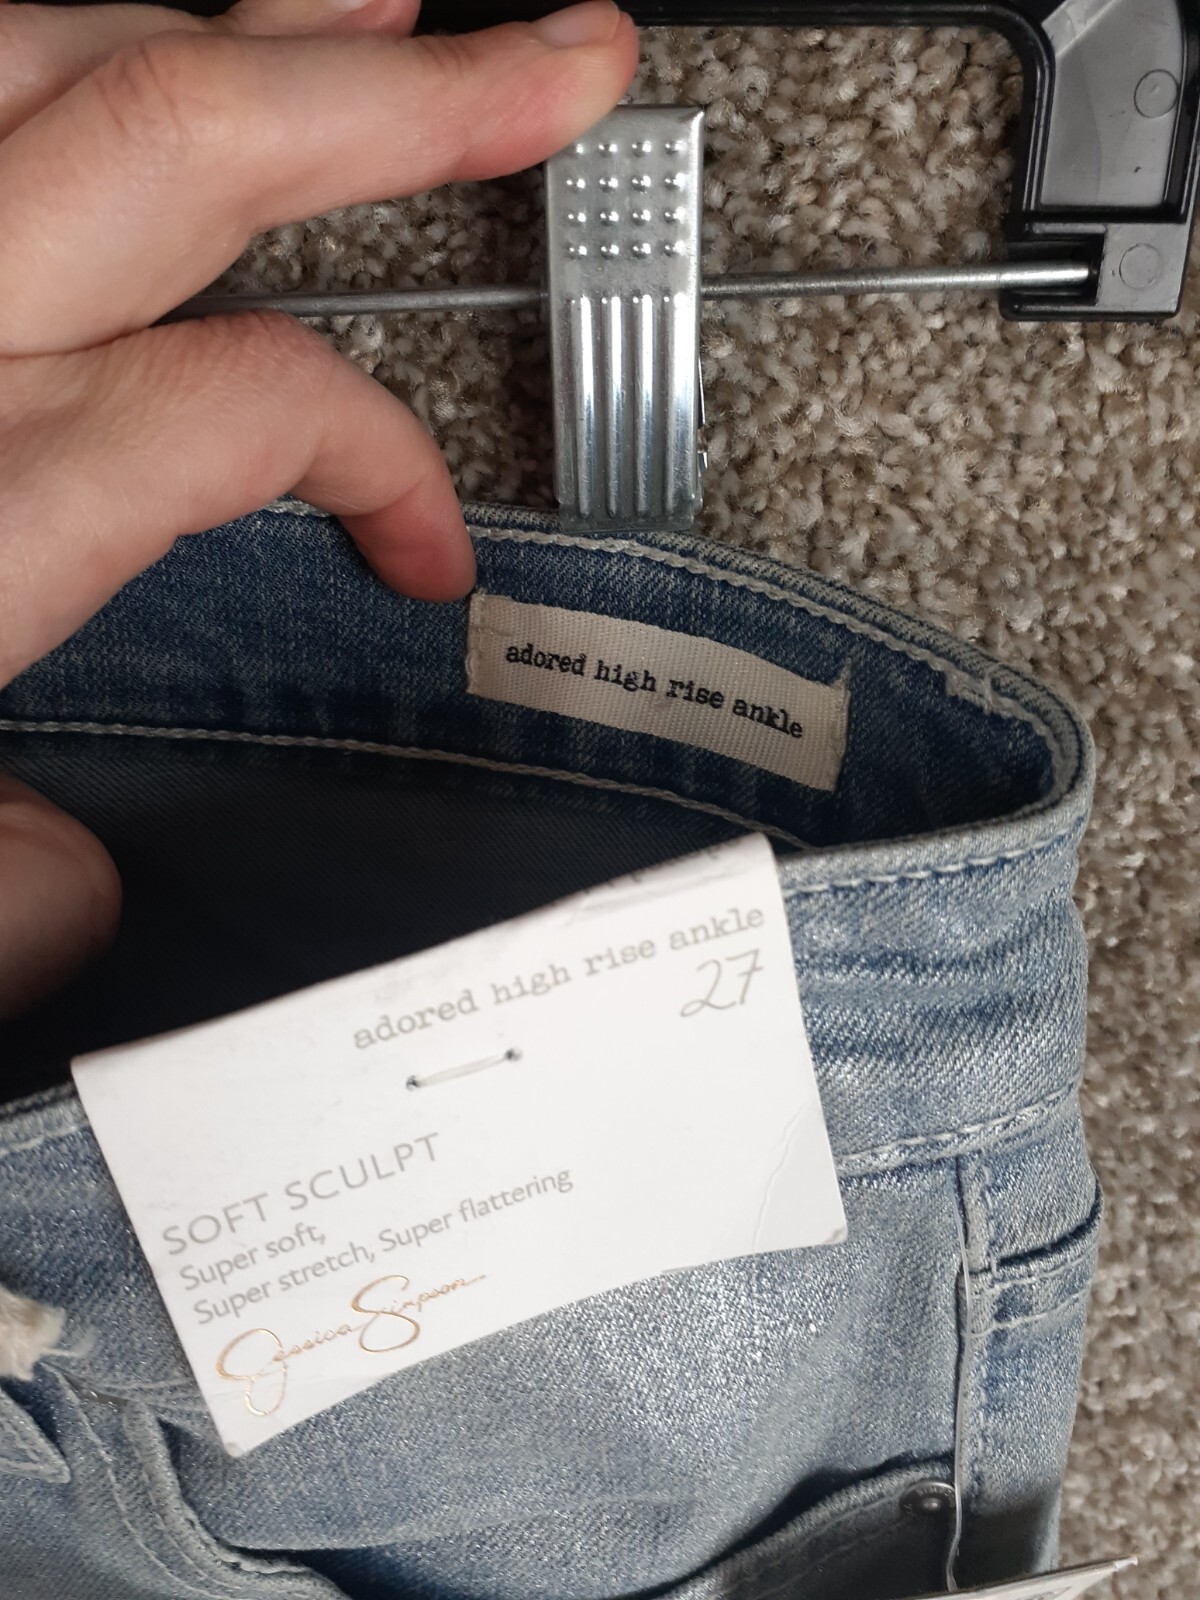 adored high rise ankle
adored high rise ankle
27
SOFT SCULPT
Super soft,
Super stretch, Super flattering
Jessica Simpson